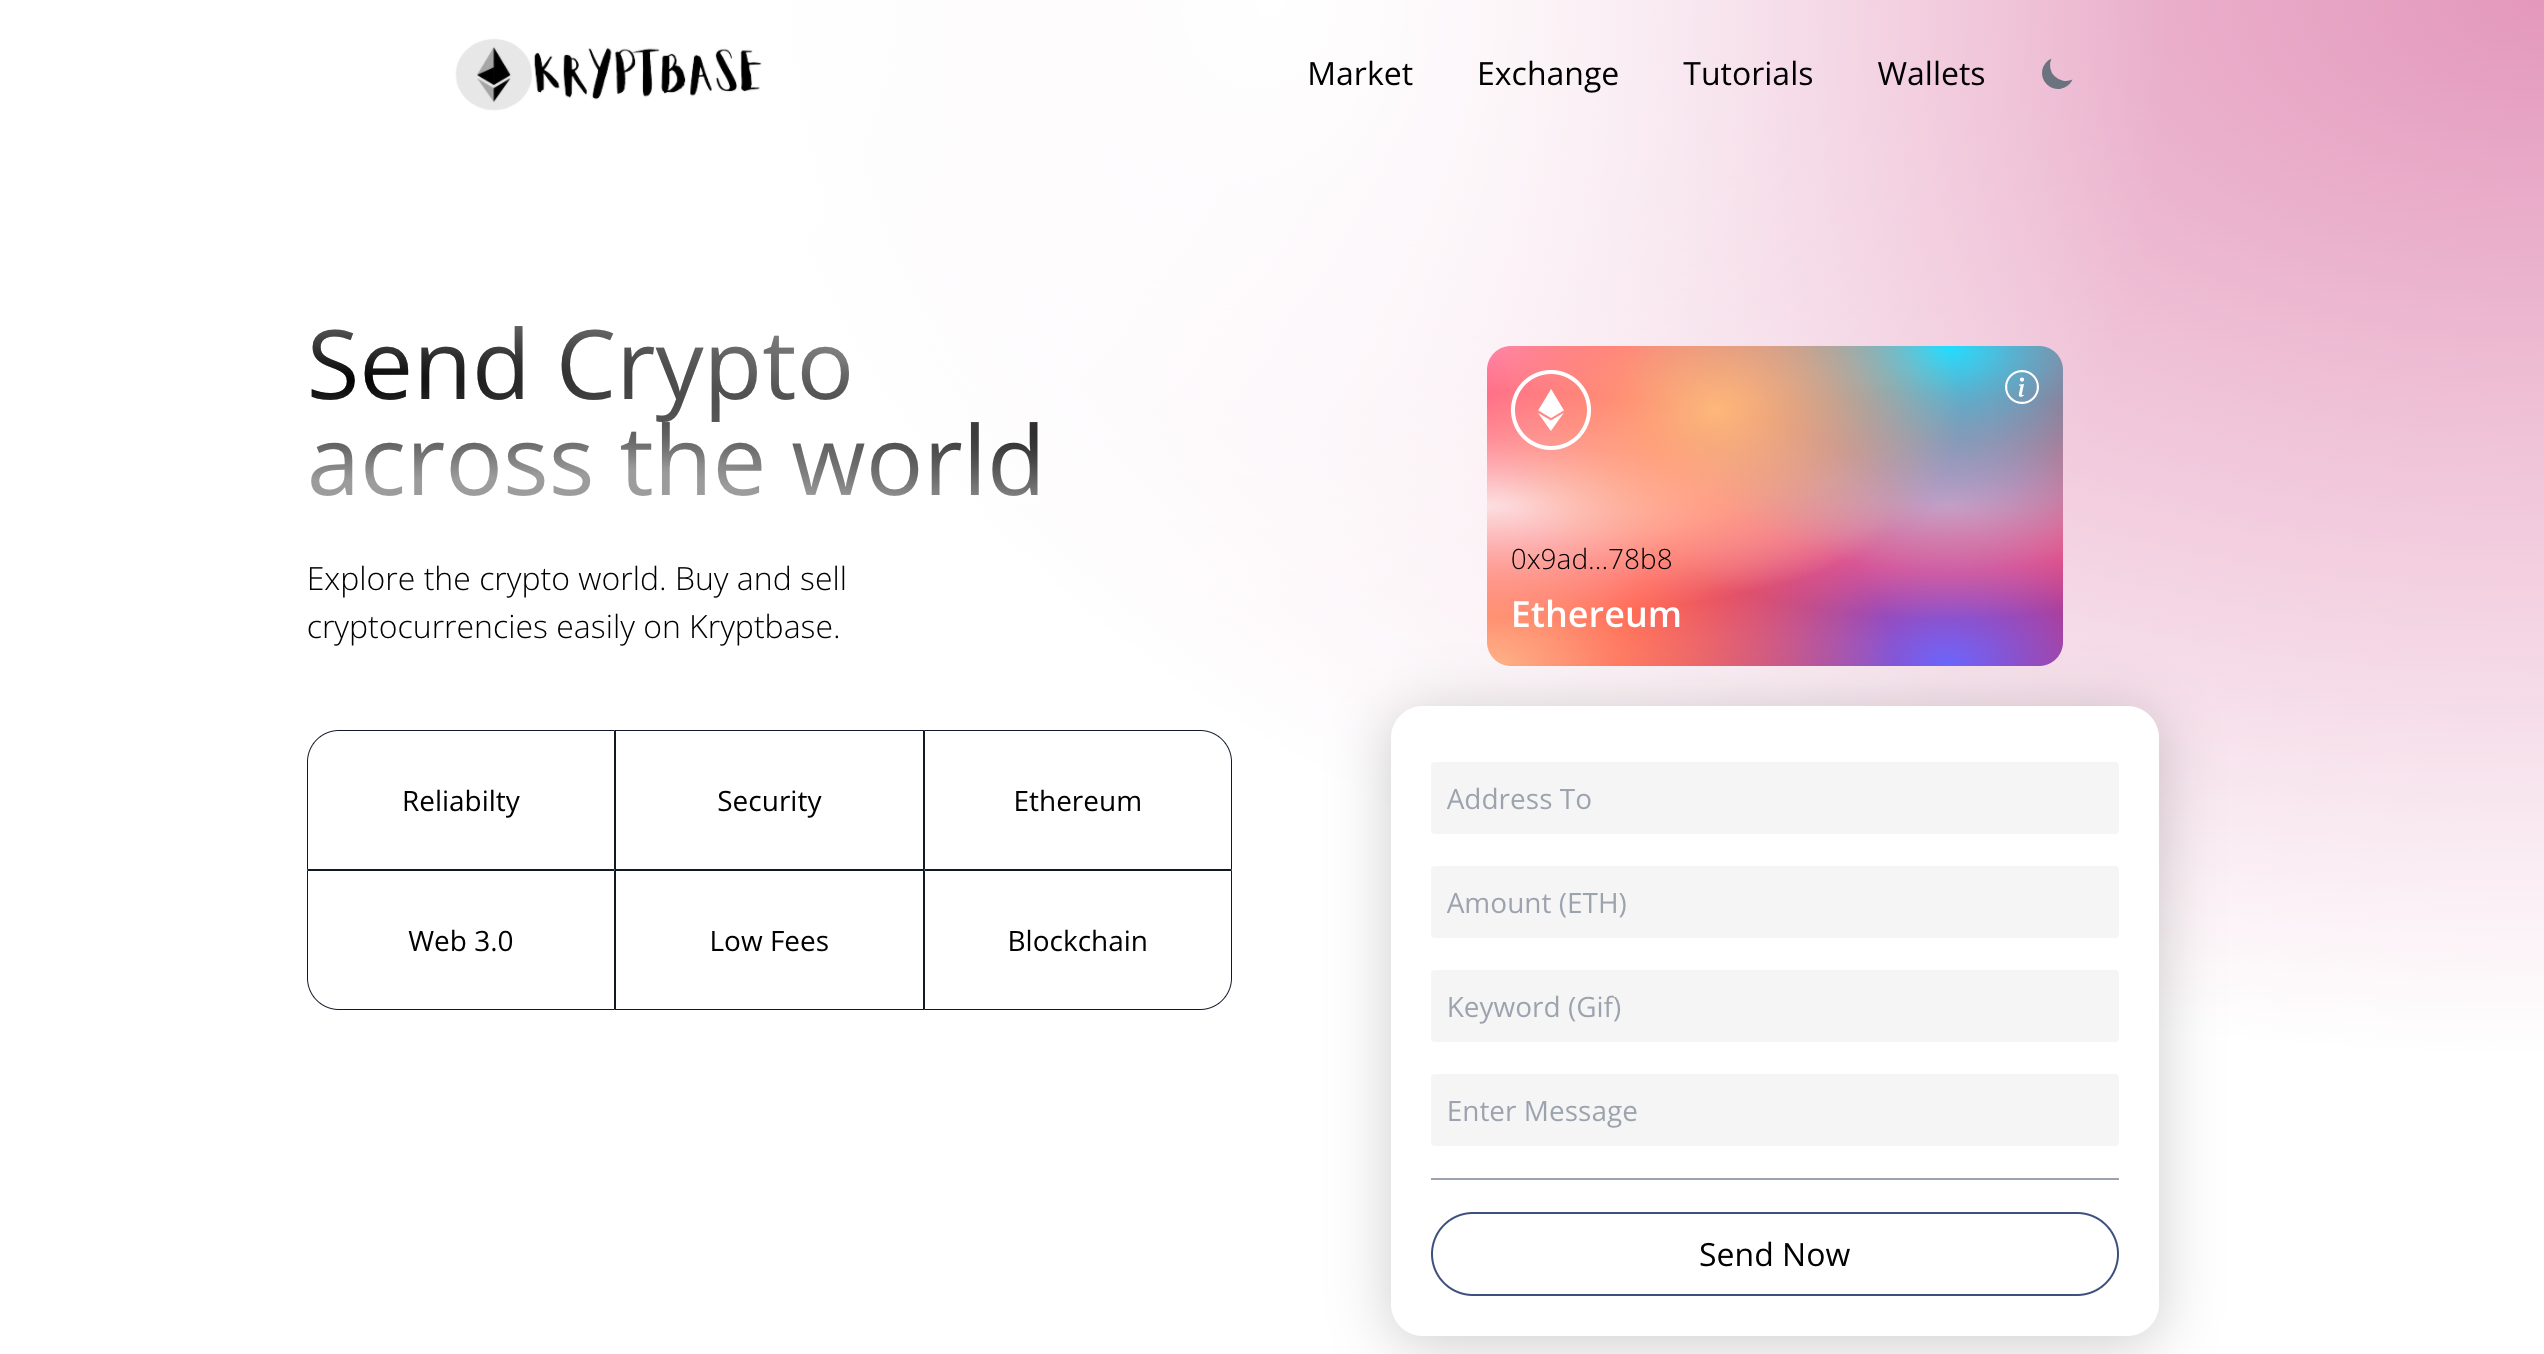 KRYPTBASE
Market Exchange Tutorials Wallets
Send Crypto
across the world
Explore the crypto world. Buy and sell
cryptocurrencies easily on Kryptbase.
Reliabilty Security Ethereum
Web 3.0 Low Fees Blockchain
i
0x9ad...78b8
Ethereum
Address To
Amount (ETH)
Keyword (Gif)
Enter Message
Send Now